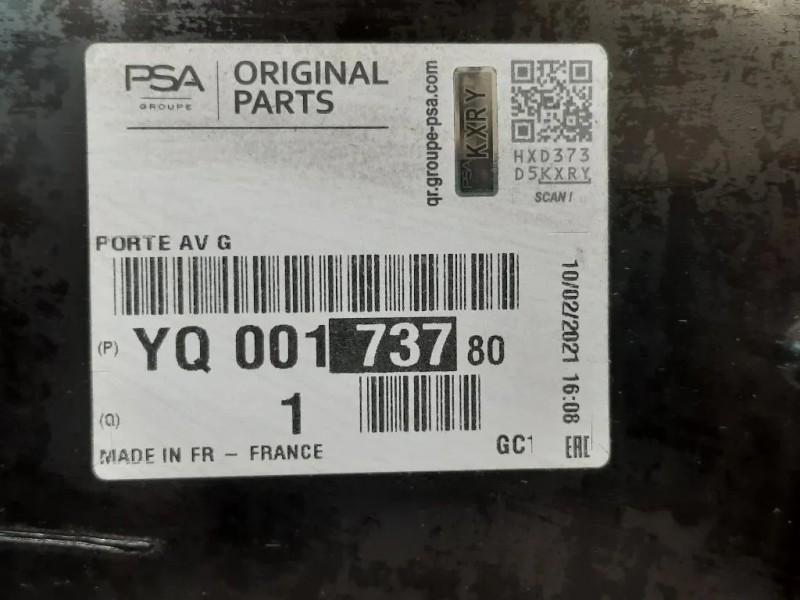 PSA
GROUPE
ORIGINAL
PARTS
qr.groupe-psa.com
PSA KXRY
HXD373
D5KXRY
SCAN!
PORTE AV G
(P) YQ 001 737 80
(Q) 1
MADE IN FR - FRANCE
GC1
EAC
10/02/2021 16:08